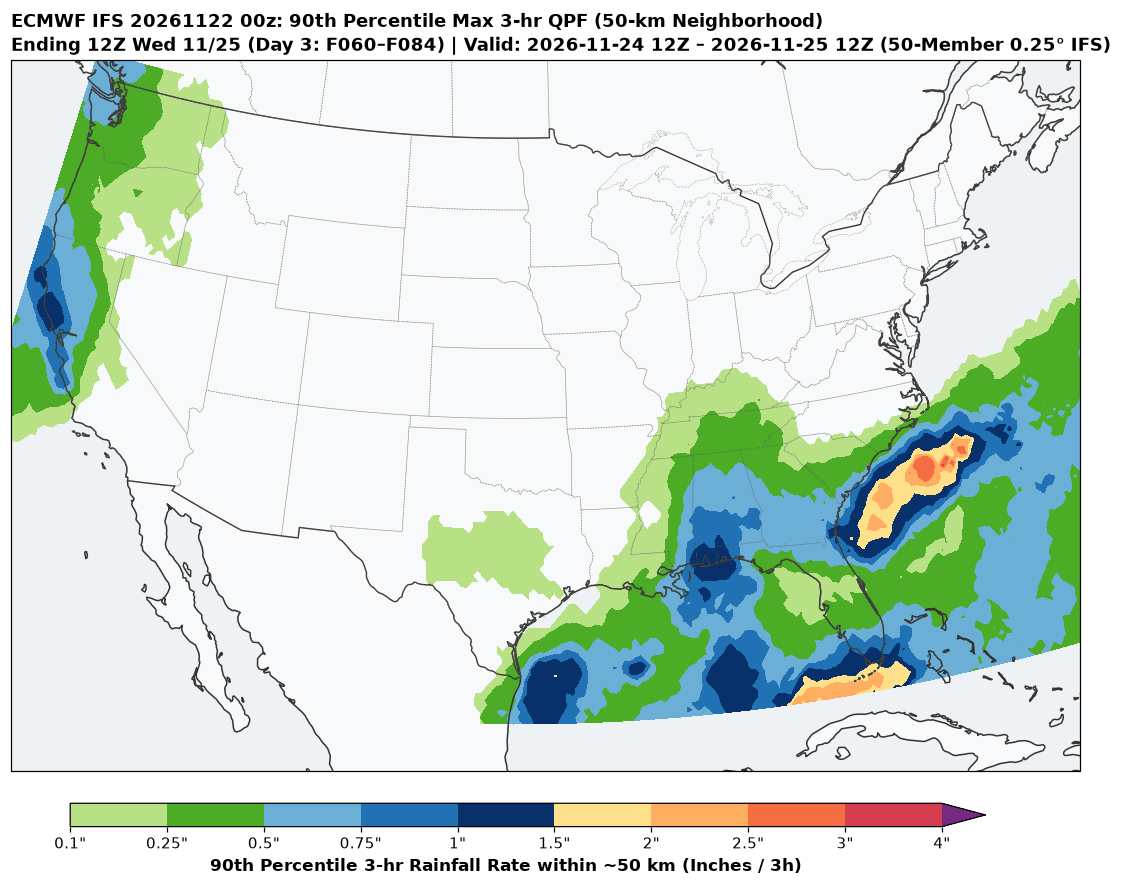 ECMWF IFS 20261122 00z: 90th Percentile Max 3-hr QPF (50-km Neighborhood)
Ending 12Z Wed 11/25 (Day 3: F060–F084) | Valid: 2026-11-24 12Z – 2026-11-25 12Z (50-Member 0.25° IFS)
0.1" 0.25" 0.5" 0.75" 1" 1.5" 2" 2.5" 3" 4"
90th Percentile 3-hr Rainfall Rate within ~50 km (Inches / 3h)